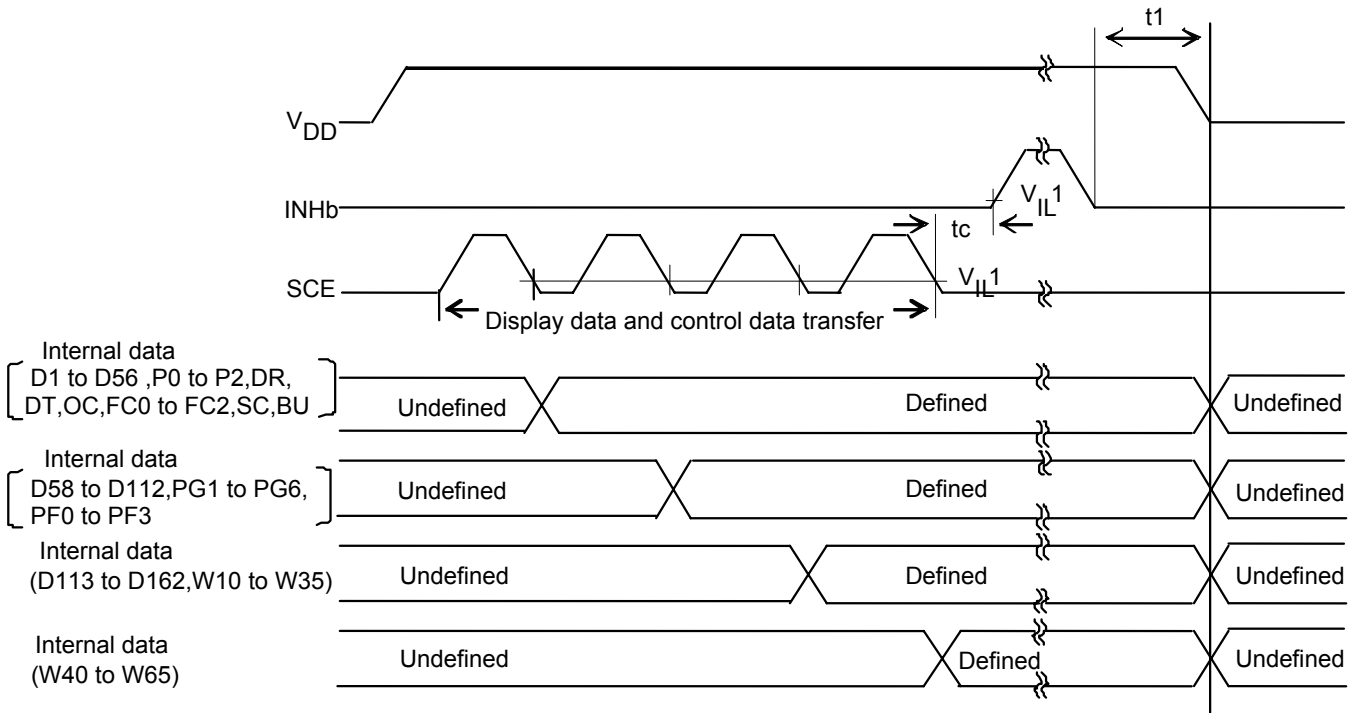 t1
VDD
INHb
VIL1
tc
SCE
VIL1
Display data and control data transfer
Internal data
D1 to D56 ,P0 to P2,DR,
DT,OC,FC0 to FC2,SC,BU
Undefined
Defined
Undefined
Internal data
D58 to D112,PG1 to PG6,
PF0 to PF3
Undefined
Defined
Undefined
Internal data
(D113 to D162,W10 to W35)
Undefined
Defined
Undefined
Internal data
(W40 to W65)
Undefined
Defined
Undefined